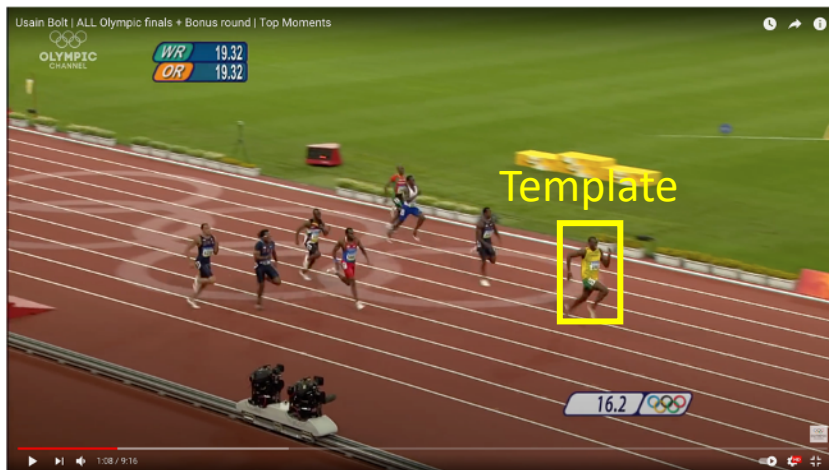 Usain Bolt | ALL Olympic finals + Bonus round | Top Moments
OLYMPIC
CHANNEL
WR 19.32
OR 19.32
Template
16.2
1:08 / 9:16